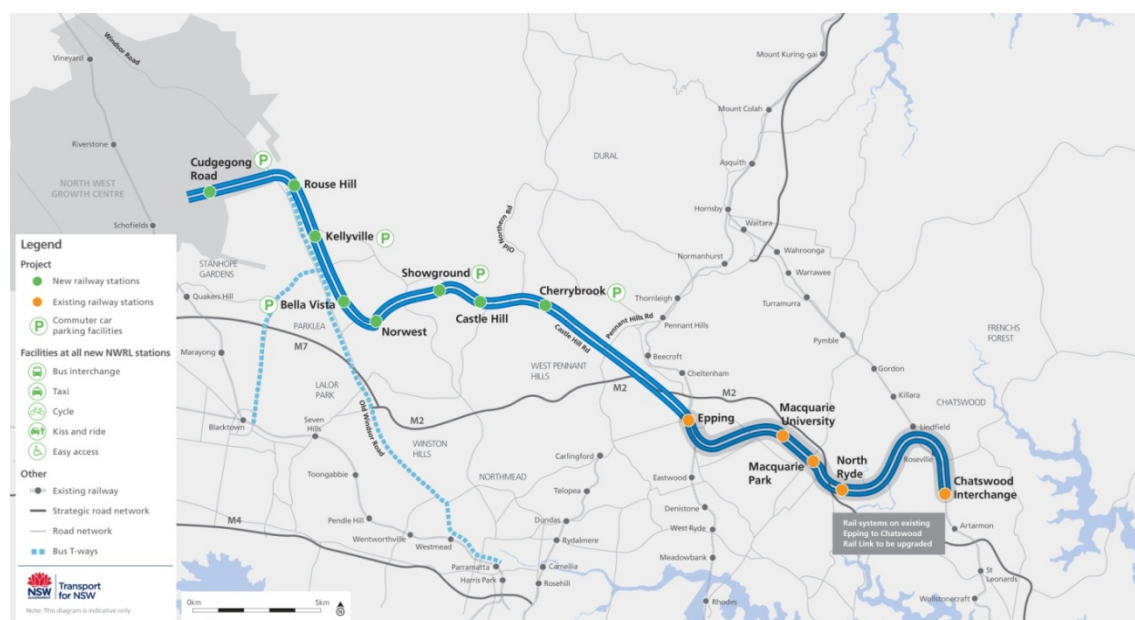 Mount Kuring-gai
Windsor Road
Vineyard
Mount Colah
Riverstone
DURAL
Asquith
Cudgegong
Road
P
Rouse Hill
NORTH WEST
GROWTH CENTRE
Hornsby
Waitara
Old Northern Rd
Schofields
Kellyville
P
Wahroonga
Normanhurst
Warrawee
STANHOPE
GARDENS
Showground
P
Cherrybrook
P
Thornleigh
Turramurra
Quakers Hill
P
Bella Vista
Castle Hill
Norwest
PARKLEA
Pennant Hills Rd
Pennant Hills
Castle Hill Rd
FRENCHS
FOREST
Pymble
M7
Marayong
WEST PENNANT
HILLS
Beecroft
Cheltenham
Gordon
LALOR
PARK
M2
M2
Killara
CHATSWOOD
Old Windsor Road
M2
Epping
Macquarie
University
Lindfield
Blacktown
Seven
Hills
WINSTON
HILLS
Carlingford
Macquarie
Park
North
Ryde
Roseville
Toongabbie
NORTHMEAD
Eastwood
Chatswood
Interchange
Telopea
Denistone
Pendle Hill
Dundas
West Ryde
Rail systems on existing
Epping to Chatswood
Rail Link to be upgraded
Artarmon
M4
Wentworthville
Westmead
Rydalmere
Meadowbank
Parramatta
Camellia
Harris Park
Rosehill
St
Leonards
Rhodes
Wollstonecraft
Legend
Project
New railway stations
Existing railway stations
P
Commuter car
parking facilities
Facilities at all new NWRL stations
Bus interchange
Taxi
Cycle
Kiss and ride
Easy access
Other
Existing railway
Strategic road network
Road network
Bus T-ways
NSW
GOVERNMENT
Transport
for NSW
Note: This diagram is indicative only
0km
5km
N